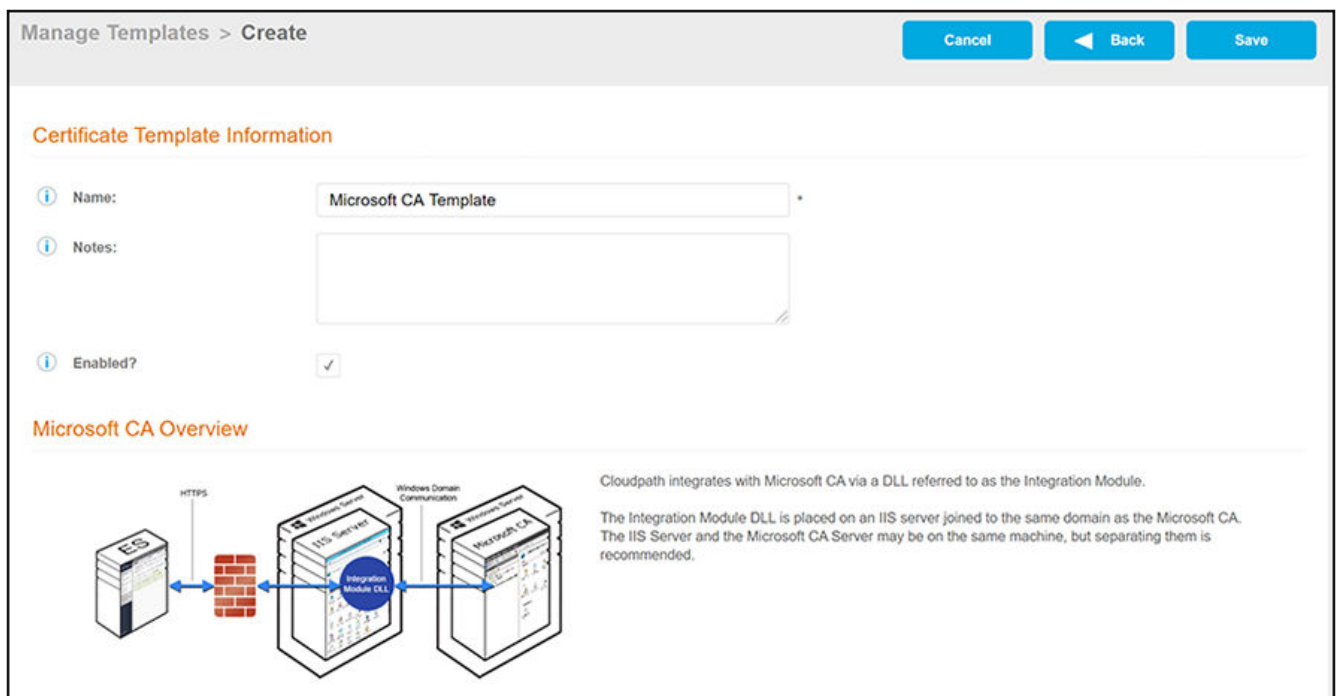 Manage Templates > Create
Cancel
Back
Save
Certificate Template Information
Name:
Microsoft CA Template
*
Notes:
Enabled?
Microsoft CA Overview
HTTPS
Windows Domain
Communication
ES
Windows Server
IIS Server
Integration
Module DLL
Windows Server
Microsoft CA
Cloudpath integrates with Microsoft CA via a DLL referred to as the Integration Module.
The Integration Module DLL is placed on an IIS server joined to the same domain as the Microsoft CA.
The IIS Server and the Microsoft CA Server may be on the same machine, but separating them is
recommended.